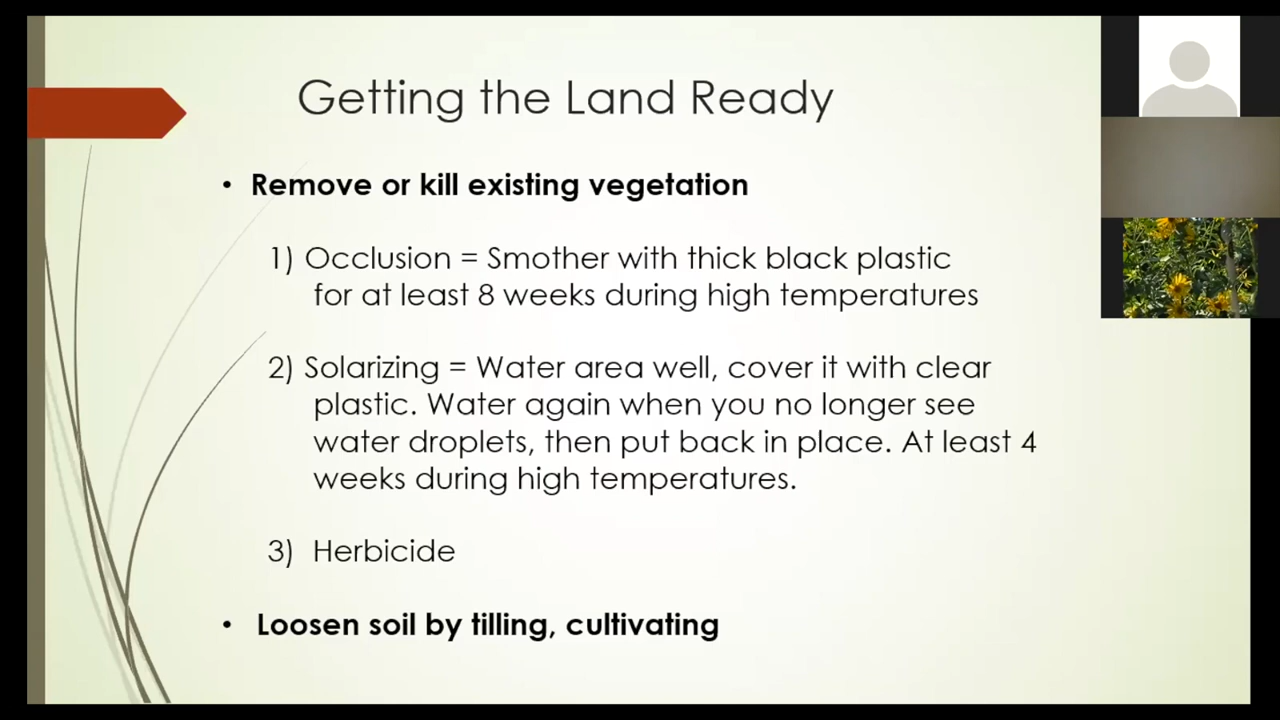 Getting the Land Ready
• Remove or kill existing vegetation
1) Occlusion = Smother with thick black plastic
for at least 8 weeks during high temperatures
2) Solarizing = Water area well, cover it with clear
plastic. Water again when you no longer see
water droplets, then put back in place. At least 4
weeks during high temperatures.
3) Herbicide
• Loosen soil by tilling, cultivating